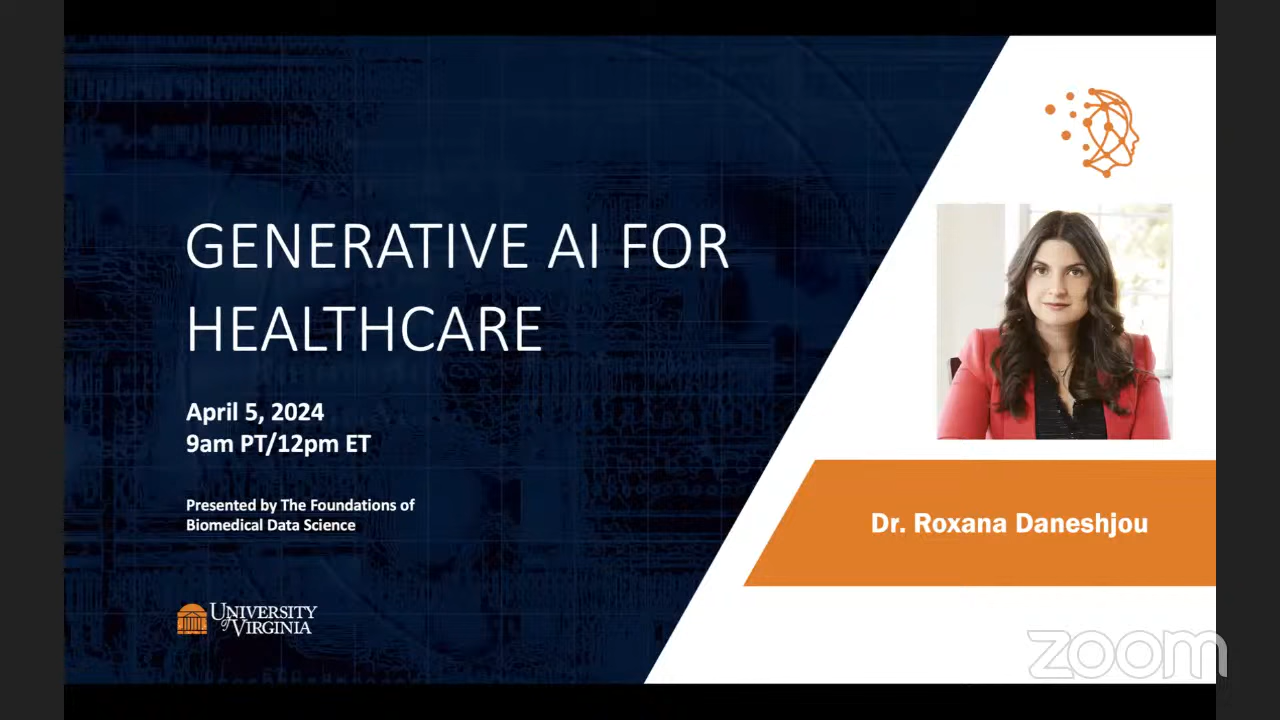 GENERATIVE AI FOR
HEALTHCARE
April 5, 2024
9am PT/12pm ET
Presented by The Foundations of
Biomedical Data Science
UNIVERSITY
of VIRGINIA
Dr. Roxana Daneshjou
zoom